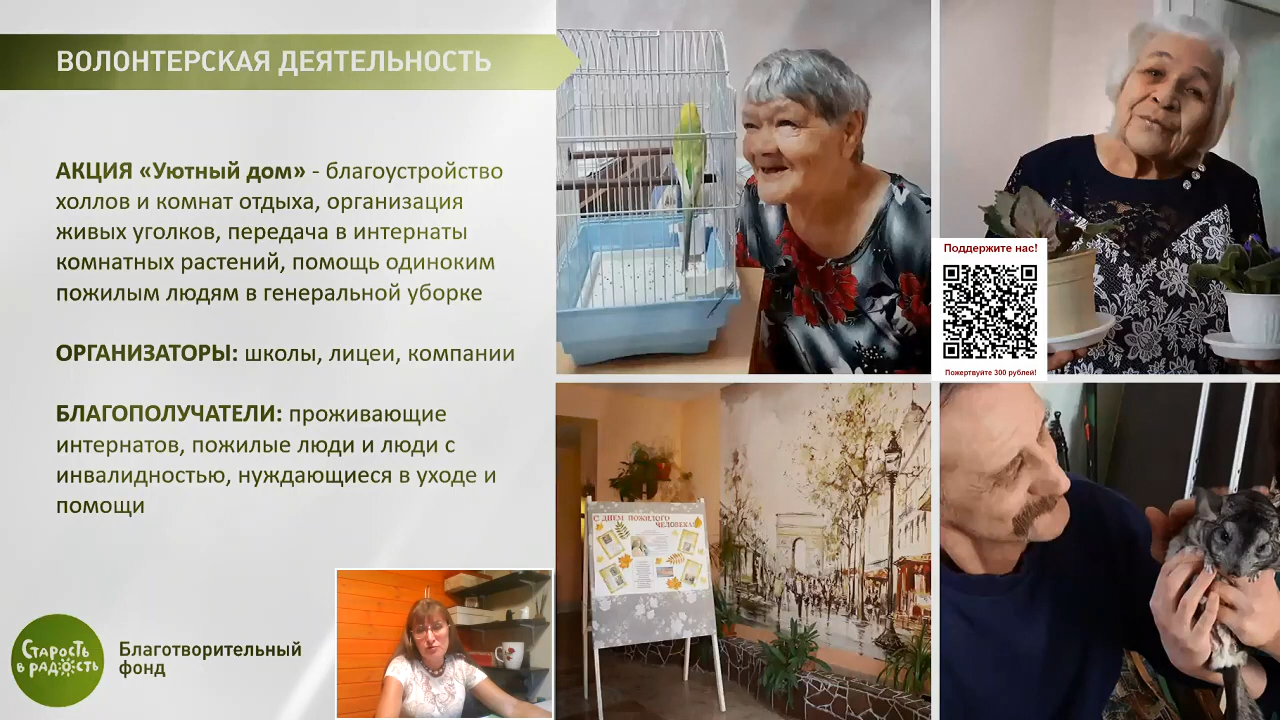 ВОЛОНТЕРСКАЯ ДЕЯТЕЛЬНОСТЬ
АКЦИЯ «Уютный дом» - благоустройство
холлов и комнат отдыха, организация
живых уголков, передача в интернаты
комнатных растений, помощь одиноким
пожилым людям в генеральной уборке
ОРГАНИЗАТОРЫ: школы, лицеи, компании
БЛАГОПОЛУЧАТЕЛИ: проживающие
интернатов, пожилые люди и люди с
инвалидностью, нуждающиеся в уходе и
помощи
Старость
в радость
Благотворительный
фонд
Поддержите нас!
Пожертвуйте 300 рублей!
С ДНЕМ ПОЖИЛОГО
ЧЕЛОВЕКА!